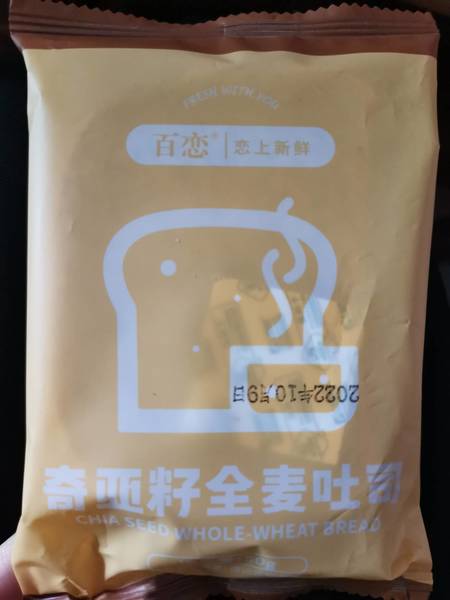 FRESH WITH YOU
百恋® 恋上新鲜
2022年10月9日
奇亚籽全麦吐司
CHIA SEED WHOLE-WHEAT BREAD